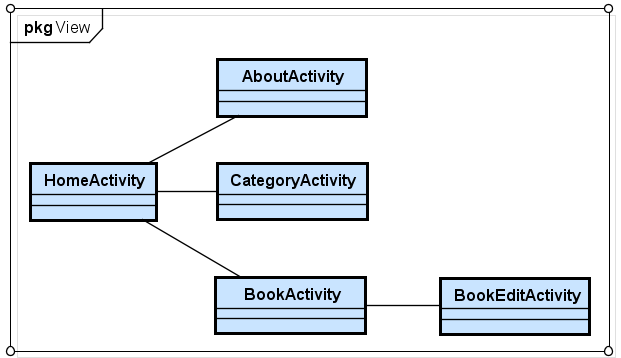 pkg View
AboutActivity
HomeActivity
CategoryActivity
BookActivity
BookEditActivity